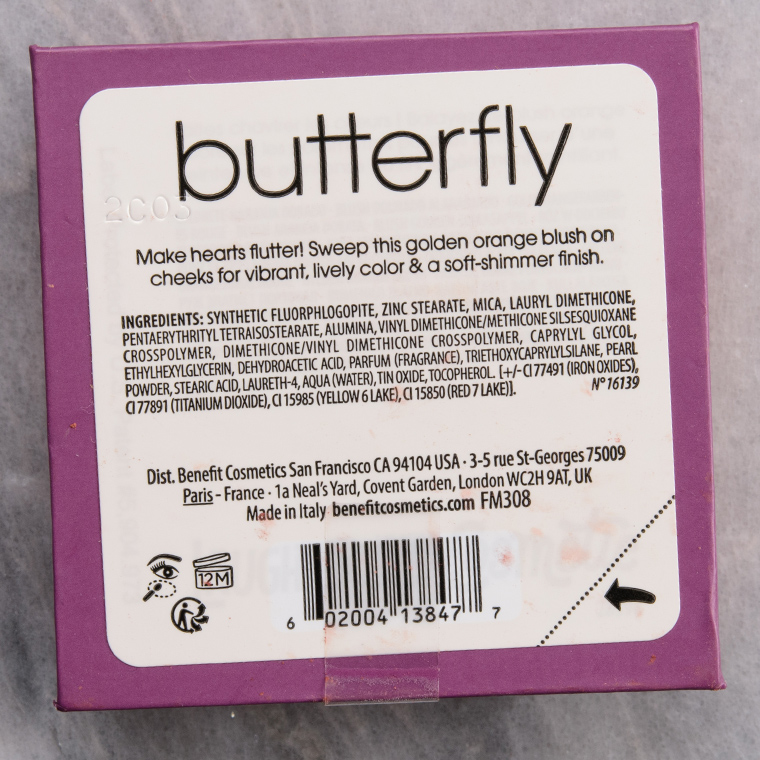 butterfly
2C03
Make hearts flutter! Sweep this golden orange blush on
cheeks for vibrant, lively color & a soft-shimmer finish.
INGREDIENTS: SYNTHETIC FLUORPHLOGOPITE, ZINC STEARATE, MICA, LAURYL DIMETHICONE,
PENTAERYTHRITYL TETRAISOSTEARATE, ALUMINA, VINYL DIMETHICONE/METHICONE SILSESQUIOXANE
CROSSPOLYMER, DIMETHICONE/VINYL DIMETHICONE CROSSPOLYMER, CAPRYLYL GLYCOL,
ETHYLHEXYLGLYCERIN, DEHYDROACETIC ACID, PARFUM (FRAGRANCE), TRIETHOXYCAPRYLYLSILANE, PEARL
POWDER, STEARIC ACID, LAURETH-4, AQUA (WATER), TIN OXIDE, TOCOPHEROL. [+/- CI 77491 (IRON OXIDES),
CI 77891 (TITANIUM DIOXIDE), CI 15985 (YELLOW 6 LAKE), CI 15850 (RED 7 LAKE)]. N° 16139
Dist. Benefit Cosmetics San Francisco CA 94104 USA · 3-5 rue St-Georges 75009
Paris - France · 1a Neal's Yard, Covent Garden, London WC2H 9AT, UK
Made in Italy benefitcosmetics.com FM308
12M
6 02004 13847 7